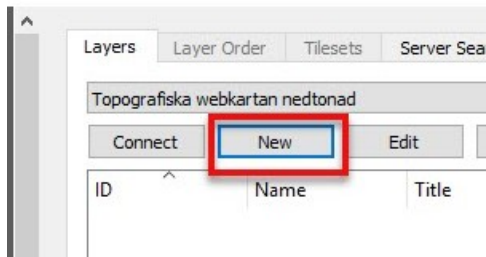 Layers Layer Order Tilesets
Topografiska webkartan nedtonad
Connect New Edit
ID Name Title